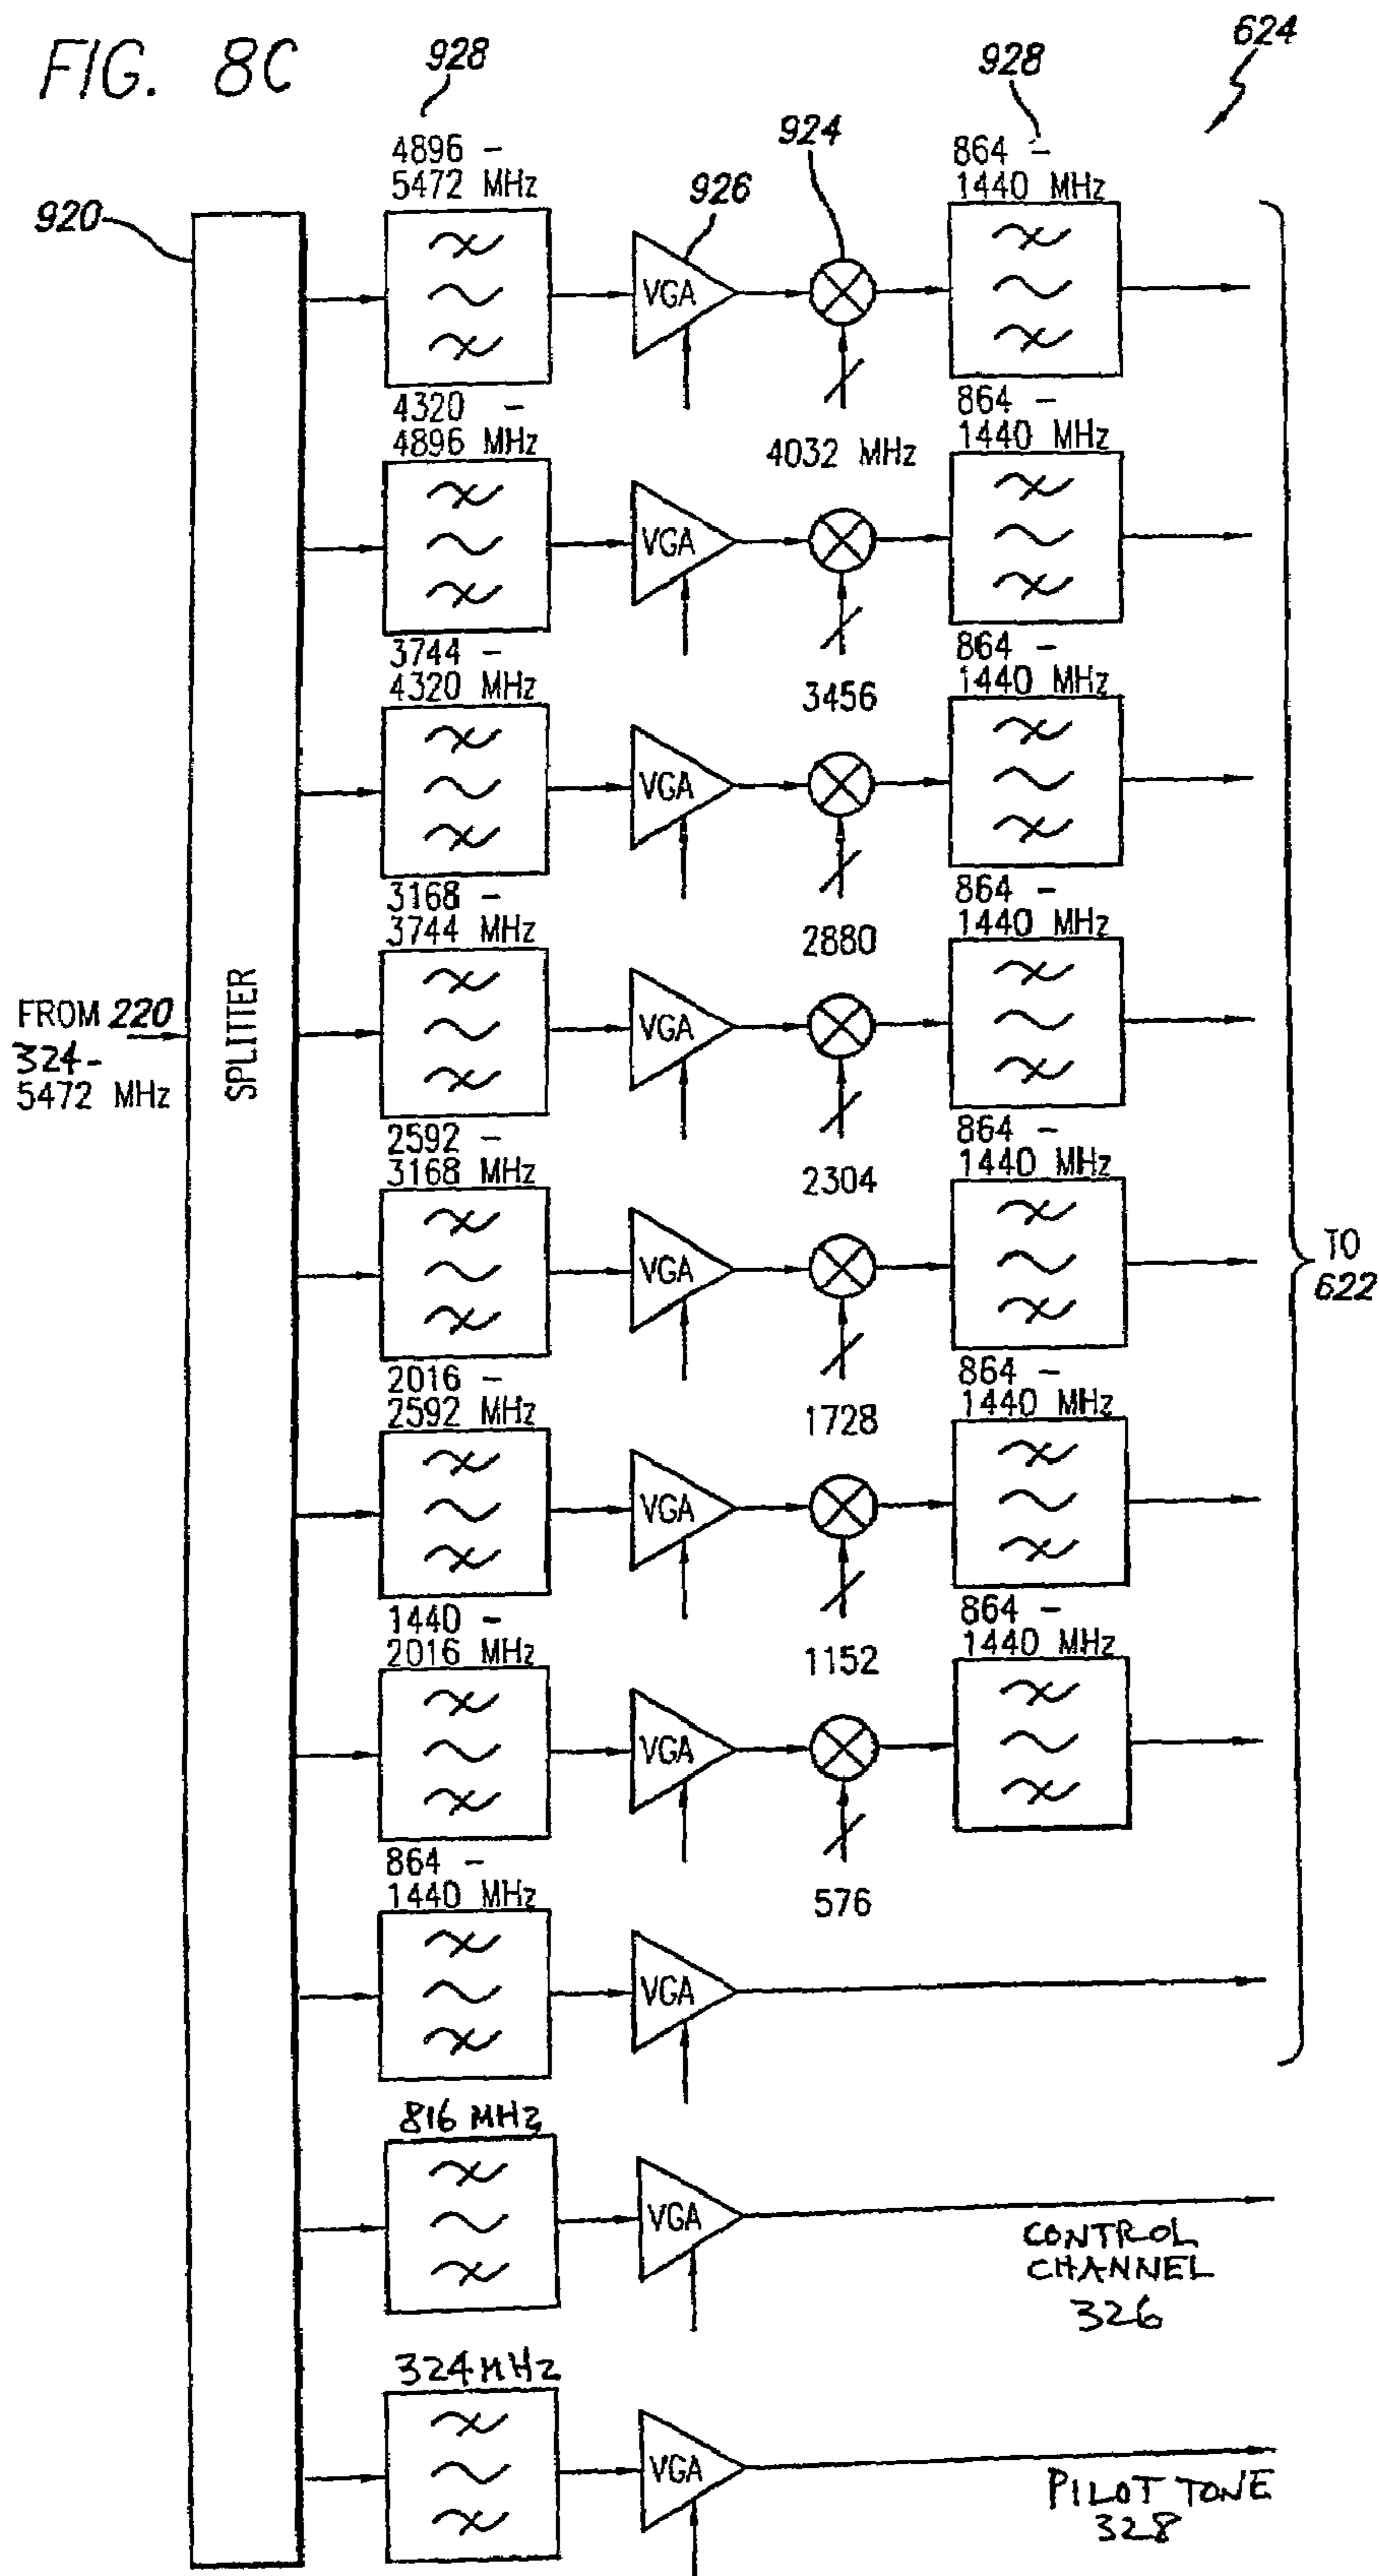 FIG. 8C
928
928
624
4896 -
5472 MHz
924
864 -
1440 MHz
926
920
VGA
4320 -
4896 MHz
4032 MHz
864 -
1440 MHz
VGA
3744 -
4320 MHz
3456
864 -
1440 MHz
VGA
3168 -
3744 MHz
2880
864 -
1440 MHz
FROM 220
324-
5472 MHz
SPLITTER
VGA
2592 -
3168 MHz
2304
864 -
1440 MHz
VGA
TO
622
2016 -
2592 MHz
1728
864 -
1440 MHz
VGA
1440 -
2016 MHz
1152
864 -
1440 MHz
VGA
864 -
1440 MHz
576
VGA
816 MHz
VGA
CONTROL
CHANNEL
326
324 MHz
VGA
PILOT TONE
328